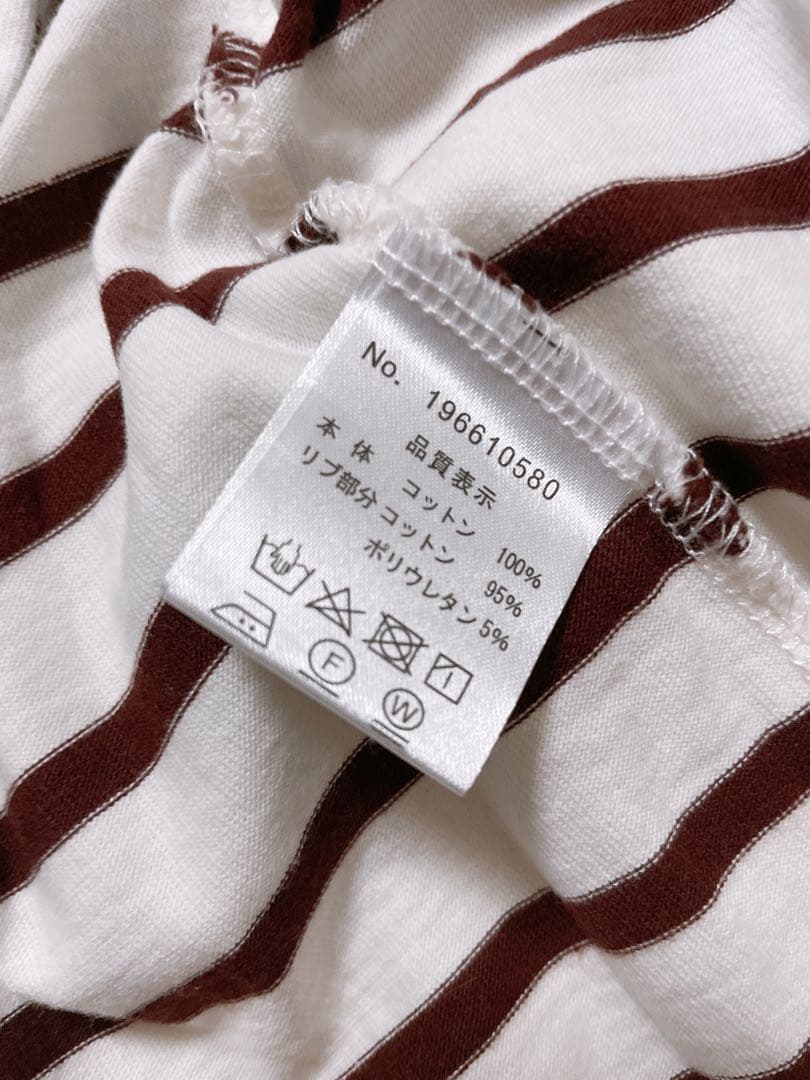 No. 196610580
品質表示
本体 コットン 100%
リブ部分 コットン 95%
ポリウレタン 5%
F
W